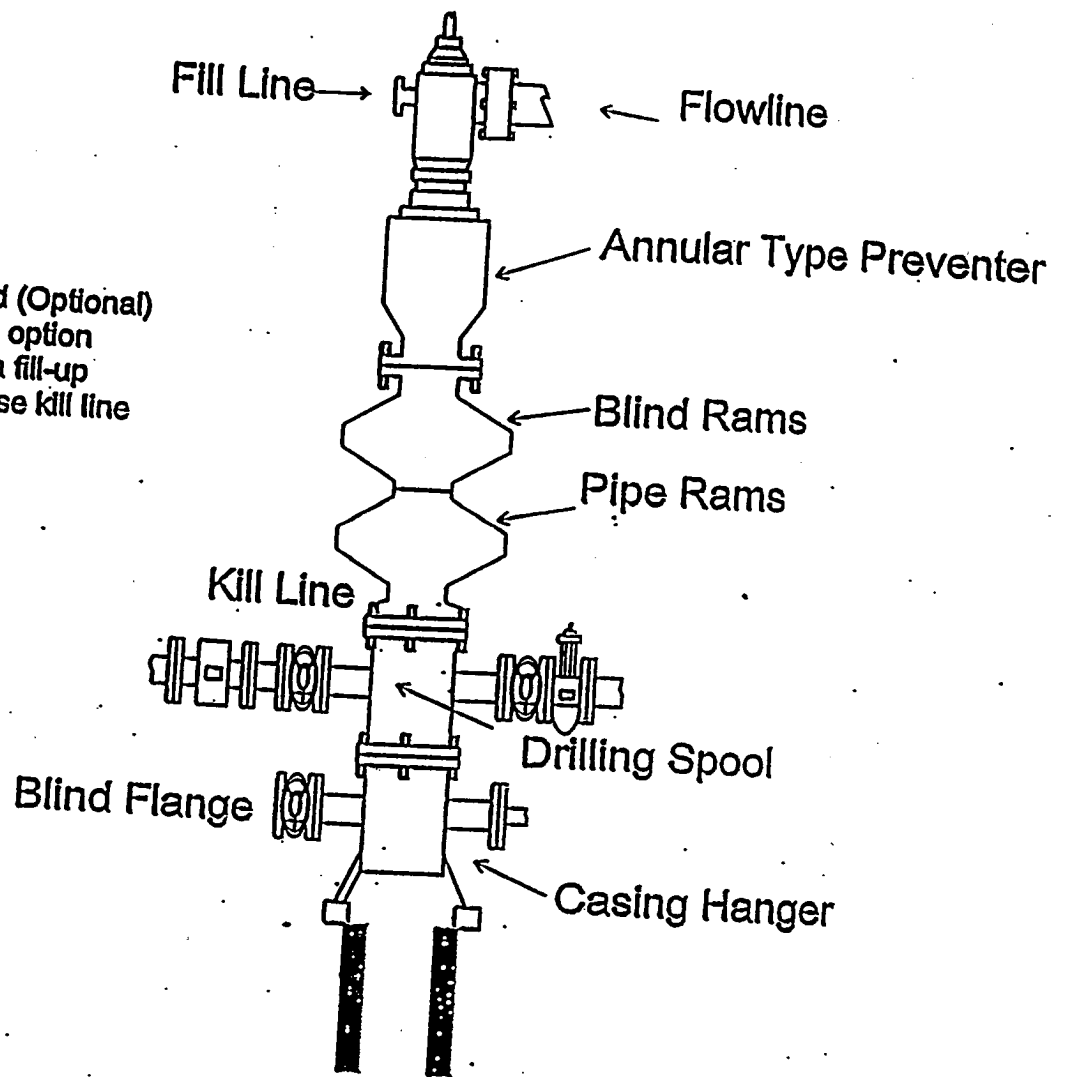 Fill Line
Flowline
Annular Type Preventer
(Optional)
option
fill-up
kill line
Blind Rams
Pipe Rams
Kill Line
Drilling Spool
Blind Flange
Casing Hanger